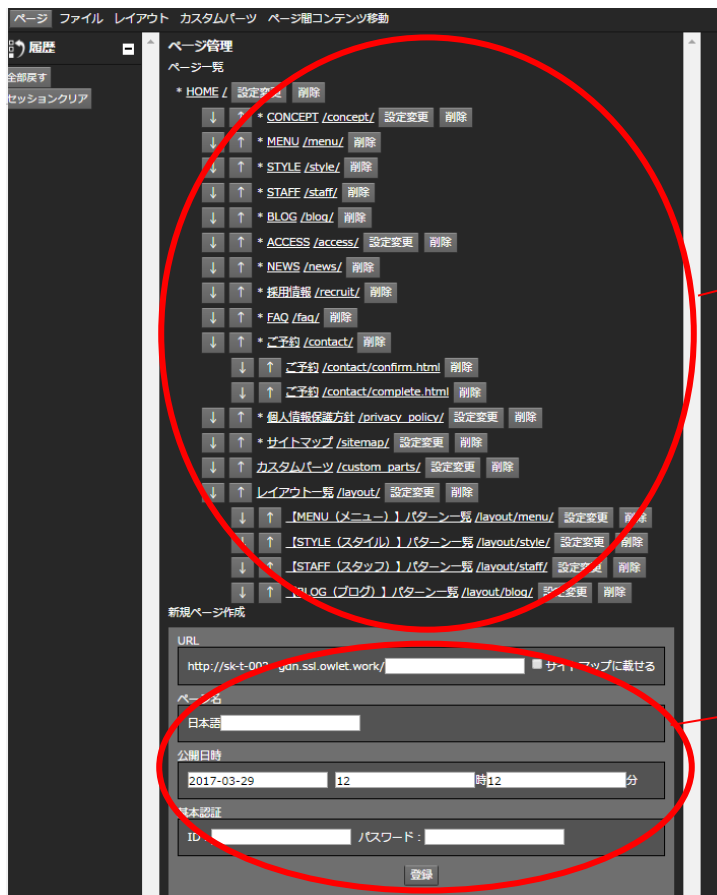 ページ ファイル レイアウト カスタムパーツ ページ間コンテンツ移動
履歴
全部戻す
セッションクリア
ページ管理
ページ一覧
* HOME / 設定変更 削除
↓ ↑ * CONCEPT /concept/ 設定変更 削除
↓ ↑ * MENU /menu/ 削除
↓ ↑ * STYLE /style/ 削除
↓ ↑ * STAFF /staff/ 削除
↓ ↑ * BLOG /blog/ 削除
↓ ↑ * ACCESS /access/ 設定変更 削除
↓ ↑ * NEWS /news/ 削除
↓ ↑ * 採用情報 /recruit/ 削除
↓ ↑ * FAQ /faq/ 削除
↓ ↑ * ご予約 /contact/ 削除
↓ ↑ ご予約 /contact/confirm.html 削除
↓ ↑ ご予約 /contact/complete.html 削除
↓ ↑ * 個人情報保護方針 /privacy_policy/ 設定変更 削除
↓ ↑ * サイトマップ /sitemap/ 設定変更 削除
↓ ↑ カスタムパーツ /custom_parts/ 設定変更 削除
↓ ↑ レイアウト一覧 /layout/ 設定変更 削除
↓ ↑ 【MENU（メニュー）】パターン一覧 /layout/menu/ 設定変更 削除
↓ ↑ 【STYLE（スタイル）】パターン一覧 /layout/style/ 設定変更 削除
↓ ↑ 【STAFF（スタッフ）】パターン一覧 /layout/staff/ 設定変更 削除
↓ ↑ 【BLOG（ブログ）】パターン一覧 /layout/blog/ 設定変更 削除
新規ページ作成
URL
サイトマップに載せる
ページ名
日本語
公開日時
2017-03-29 12 時 12 分
基本認証
ID : パスワード :
登録